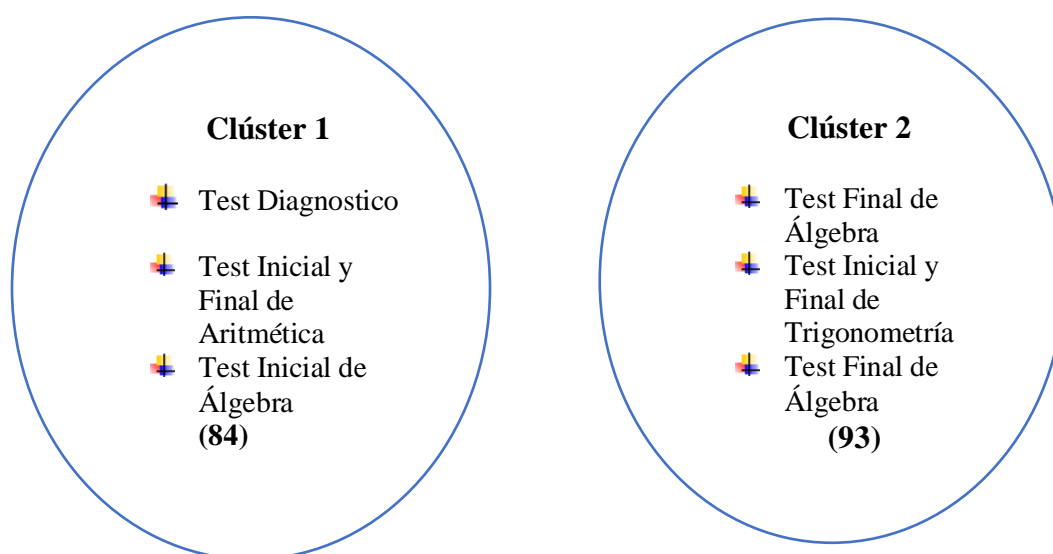 Clúster 1
Test Diagnostico
Test Inicial y
Final de
Aritmética
Test Inicial de
Álgebra
(84)
Clúster 2
Test Final de
Álgebra
Test Inicial y
Final de
Trigonometría
Test Final de
Álgebra
(93)